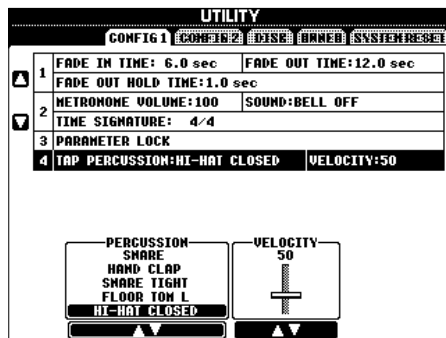 UTILITY
CONFIG 1 CONFIG 2 DISK OWNER SYSTEM RESET
1 FADE IN TIME: 6.0 sec FADE OUT TIME:12.0 sec
FADE OUT HOLD TIME:1.0 sec
2 METRONOME VOLUME:100 SOUND:BELL OFF
TIME SIGNATURE: 4/4
3 PARAMETER LOCK
4 TAP PERCUSSION:HI-HAT CLOSED VELOCITY:50
PERCUSSION VELOCITY
SNARE 50
HAND CLAP
SNARE TIGHT
FLOOR TOM L
HI-HAT CLOSED